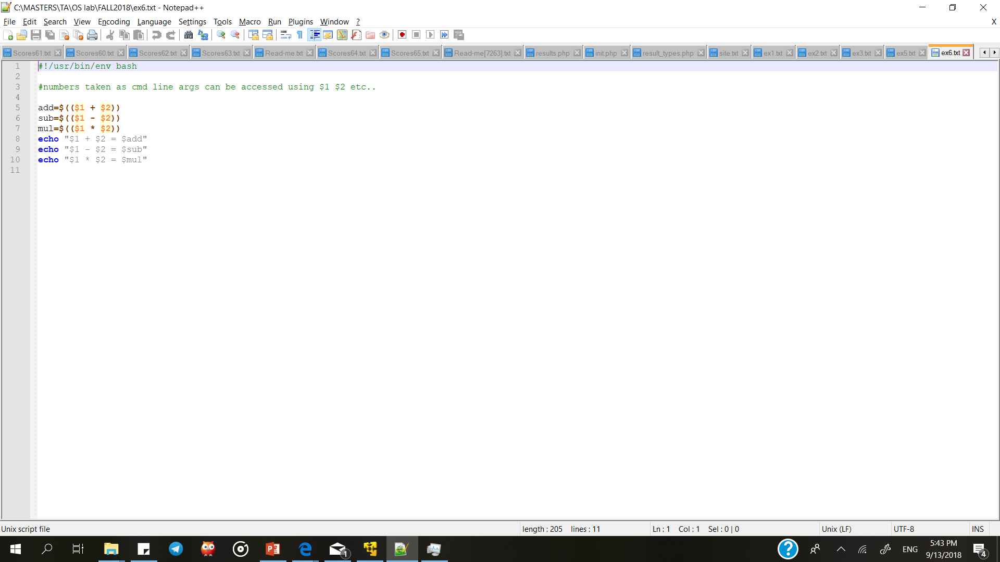 C:\MASTERS\TA\OS lab\FALL2018\ex6.txt - Notepad++
File Edit Search View Encoding Language Settings Tools Macro Run Plugins Window ? X
Scores61.txt Scores60.txt Scores62.txt Scores63.txt Read-me.txt Scores64.txt Scores65.txt Read-me[7263].txt results.php init.php result_types.php site.txt ex1.txt ex2.txt ex3.txt ex5.txt ex6.txt
1 #!/usr/bin/env bash
2
3 #numbers taken as cmd line args can be accessed using $1 $2 etc..
4
5 add=$(($1 + $2))
6 sub=$(($1 - $2))
7 mul=$(($1 * $2))
8 echo "$1 + $2 = $add"
9 echo "$1 - $2 = $sub"
10 echo "$1 * $2 = $mul"
11
Unix script file length : 205 lines : 11 Ln : 1 Col : 1 Sel : 0 | 0 Unix (LF) UTF-8 INS
1 ENG 5:43 PM 4
9/13/2018